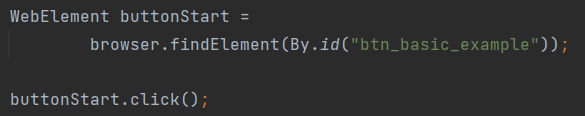 WebElement buttonStart =
browser.findElement(By.id("btn_basic_example"));
buttonStart.click();